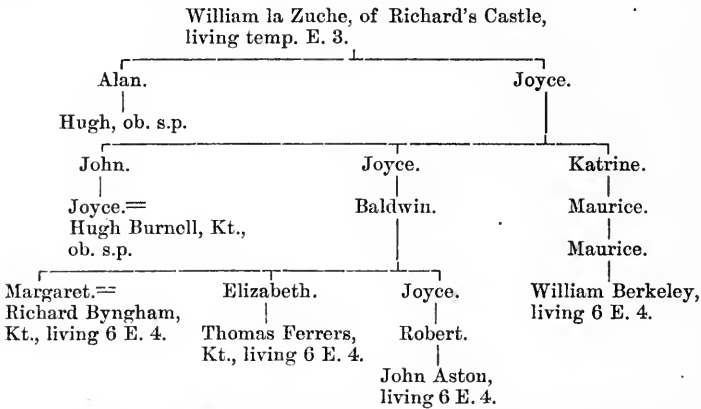 William la Zuche, of Richard's Castle,
living temp. E. 3.
Alan. Joyce.
Hugh, ob. s.p.
John. Joyce. Katrine.
Joyce.= Baldwin. Maurice.
Hugh Burnell, Kt.,
ob. s.p.
Maurice.
Margaret.= Elizabeth. Joyce. William Berkeley,
Richard Byngham, living 6 E. 4.
Kt., living 6 E. 4. Thomas Ferrers, Robert.
Kt., living 6 E. 4.
John Aston,
living 6 E. 4.